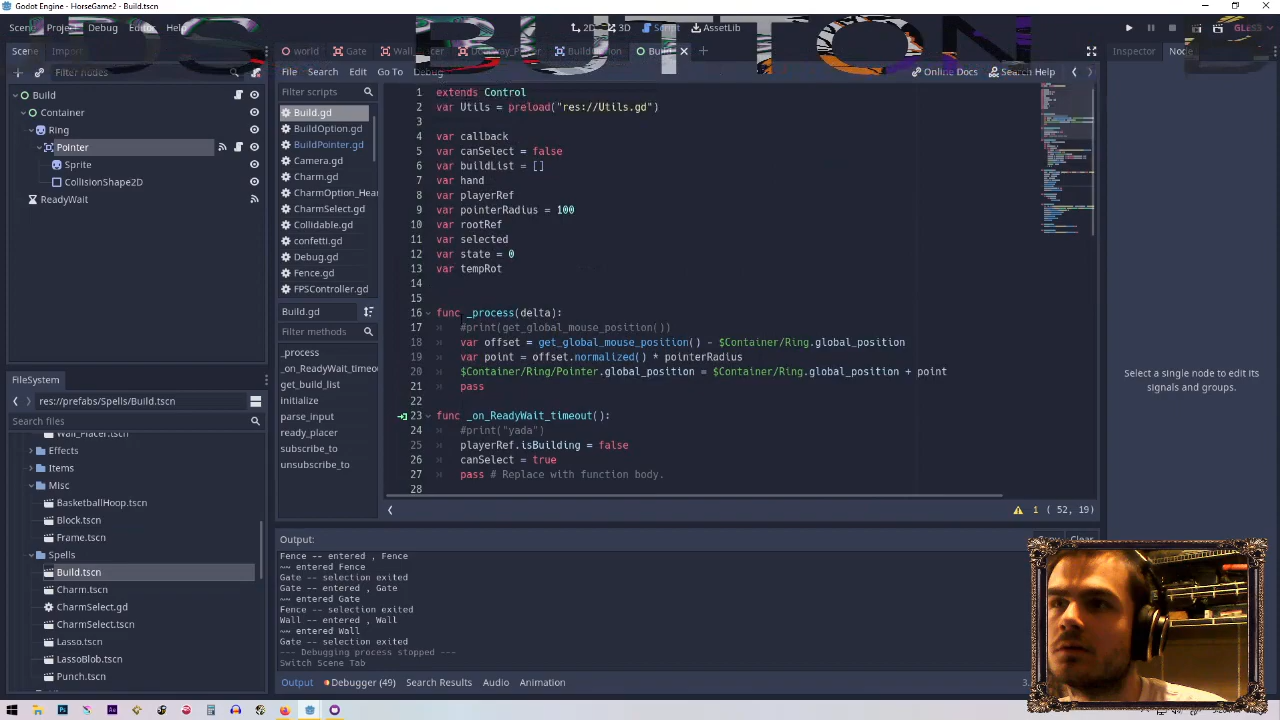 Godot Engine - HorseGame2 - Build.tscn
Scene Project Debug Editor Help
2D 3D Script AssetLib
GLES
BUTTON
Scene Import
world Gate Build
Inspector Node
Filter Nodes
File Search Edit Go To Debug
Online Docs Search Help
Build
Container
Ring
Pointer
Sprite
CollisionShape2D
ReadyWait
Filter scripts
Build.gd
BuildOption.gd
Camera.gd
Charm.gd
Collidable.gd
confetti.gd
Debug.gd
Fence.gd
FPSController.gd
Build.gd
Filter methods
_process
_on_ReadyWait_timeou
get_build_list
initialize
parse_input
ready_placer
subscribe_to
unsubscribe_to
1 extends Control
2 var Utils = preload("res://Utils.gd")
3
4 var callback
5 var canSelect = false
6 var buildList = []
7 var hand
8 var playerRef
9 var pointerRadius = 100
10 var rootRef
11 var selected
12 var state = 0
13 var tempRot
14
15
16 func _process(delta):
17 #print(get_global_mouse_position())
18 var offset = get_global_mouse_position() - $Container/Ring.global_position
19 var point = offset.normalized() * pointerRadius
20 $Container/Ring/Pointer.global_position = $Container/Ring.global_position + point
21 pass
22
23 func _on_ReadyWait_timeout():
24 #print("yada")
25 playerRef.isBuilding = false
26 canSelect = true
27 pass # Replace with function body.
28
1 ( 52, 19)
Select a single node to edit its
signals and groups.
FileSystem
res://prefabs/Spells/Build.tscn
Search files
Wall_Placer.tscn
Effects
Items
Misc
BasketballHoop.tscn
Block.tscn
Frame.tscn
Spells
Build.tscn
Charm.tscn
CharmSelect.gd
CharmSelect.tscn
Lasso.tscn
LassoBlob.tscn
Punch.tscn
Output:
Clear
Fence -- entered , Fence
~~ entered Fence
Gate -- selection exited
Gate -- entered , Gate
~~ entered Gate
Fence -- selection exited
Wall -- entered , Wall
~~ entered Wall
Gate -- selection exited
--- Debugging process stopped ---
Switch Scene Tab
Output Debugger (49) Search Results Audio Animation
3.